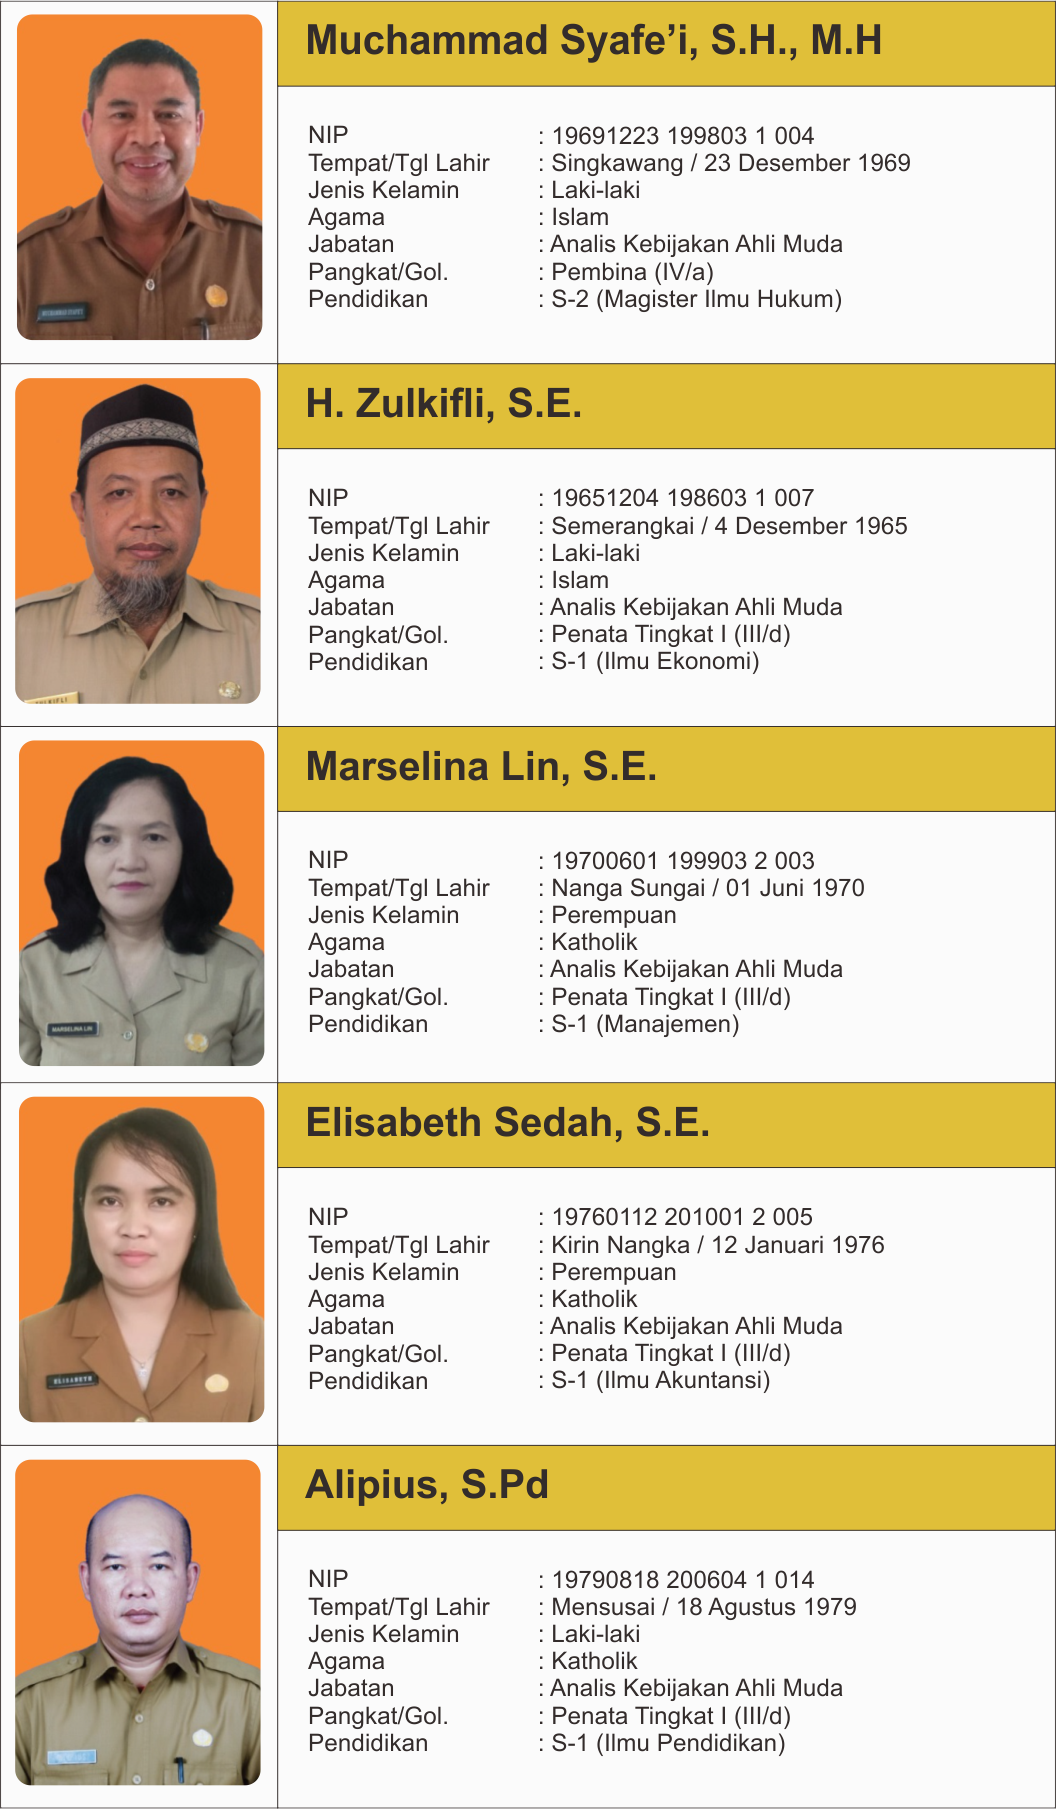 Muchammad Syafe’i, S.H., M.H
NIP : 19691223 199803 1 004
Tempat/Tgl Lahir : Singkawang / 23 Desember 1969
Jenis Kelamin : Laki-laki
Agama : Islam
Jabatan : Analis Kebijakan Ahli Muda
Pangkat/Gol. : Pembina (IV/a)
Pendidikan : S-2 (Magister Ilmu Hukum)
H. Zulkifli, S.E.
NIP : 19651204 198603 1 007
Tempat/Tgl Lahir : Semerangkai / 4 Desember 1965
Jenis Kelamin : Laki-laki
Agama : Islam
Jabatan : Analis Kebijakan Ahli Muda
Pangkat/Gol. : Penata Tingkat I (III/d)
Pendidikan : S-1 (Ilmu Ekonomi)
Marselina Lin, S.E.
MARSELINA LIN
NIP : 19700601 199903 2 003
Tempat/Tgl Lahir : Nanga Sungai / 01 Juni 1970
Jenis Kelamin : Perempuan
Agama : Katholik
Jabatan : Analis Kebijakan Ahli Muda
Pangkat/Gol. : Penata Tingkat I (III/d)
Pendidikan : S-1 (Manajemen)
Elisabeth Sedah, S.E.
ELISABETH
NIP : 19760112 201001 2 005
Tempat/Tgl Lahir : Kirin Nangka / 12 Januari 1976
Jenis Kelamin : Perempuan
Agama : Katholik
Jabatan : Analis Kebijakan Ahli Muda
Pangkat/Gol. : Penata Tingkat I (III/d)
Pendidikan : S-1 (Ilmu Akuntansi)
Alipius, S.Pd
NIP : 19790818 200604 1 014
Tempat/Tgl Lahir : Mensusai / 18 Agustus 1979
Jenis Kelamin : Laki-laki
Agama : Katholik
Jabatan : Analis Kebijakan Ahli Muda
Pangkat/Gol. : Penata Tingkat I (III/d)
Pendidikan : S-1 (Ilmu Pendidikan)